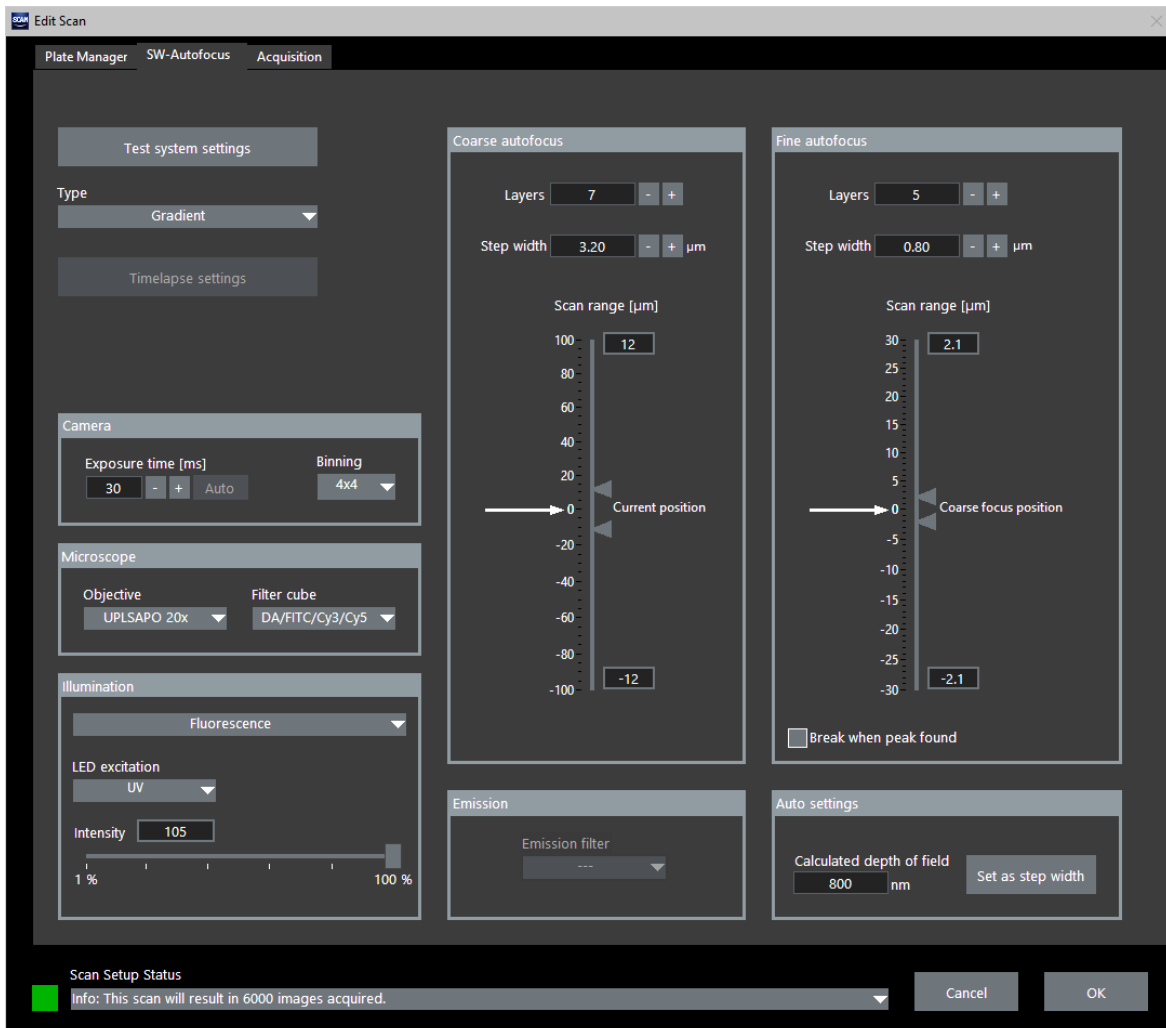 SCAN Edit Scan
Plate Manager SW-Autofocus Acquisition
Test system settings
Type
Gradient
Timelapse settings
Camera
Exposure time [ms] Binning
30 - + Auto 4x4
Microscope
Objective Filter cube
UPLSAPO 20x DA/FITC/Cy3/Cy5
Illumination
Fluorescence
LED excitation
UV
Intensity 105
1 % 100 %
Coarse autofocus
Layers 7 - +
Step width 3.20 - + µm
Scan range [µm]
100 12
80
60
40
20
0 Current position
-20
-40
-60
-80
-100 -12
Fine autofocus
Layers 5 - +
Step width 0.80 - + µm
Scan range [µm]
30 2.1
25
20
15
10
5
0 Coarse focus position
-5
-10
-15
-20
-25
-30 -2.1
Break when peak found
Emission
Emission filter
---
Auto settings
Calculated depth of field
800 nm Set as step width
Scan Setup Status
Info: This scan will result in 6000 images acquired.
Cancel OK